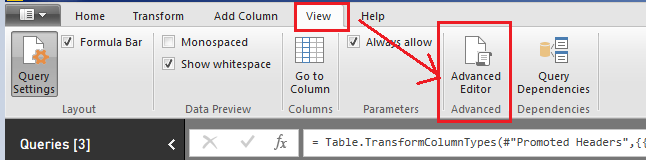 Home Transform Add Column View Help
Formula Bar Monospaced Always allow
Show whitespace
Query Settings
Go to Column
Advanced Editor
Query Dependencies
Layout Data Preview Columns Parameters Advanced Dependencies
Queries [3] fx = Table.TransformColumnTypes(#"Promoted Headers",{{